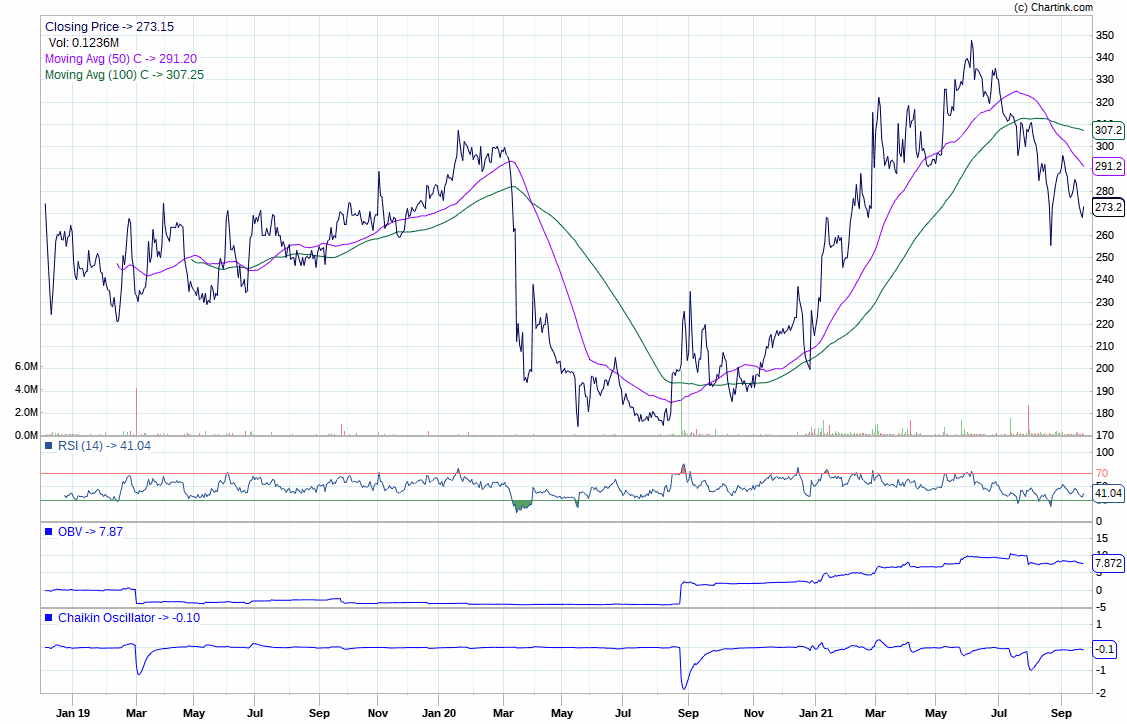 (c) Chartink.com
Closing Price -> 273.15
Vol: 0.1236M
Moving Avg (50) C -> 291.20
Moving Avg (100) C -> 307.25
350
340
330
320
307.2
300
291.2
280
273.2
260
250
240
230
220
210
200
190
180
170
6.0M
4.0M
2.0M
0.0M
RSI (14) -> 41.04
100
70
41.04
0
OBV -> 7.87
15
10
7.872
5
0
-5
Chaikin Oscillator -> -0.10
1
-0.1
-1
-2
Jan 19 Mar May Jul Sep Nov Jan 20 Mar May Jul Sep Nov Jan 21 Mar May Jul Sep